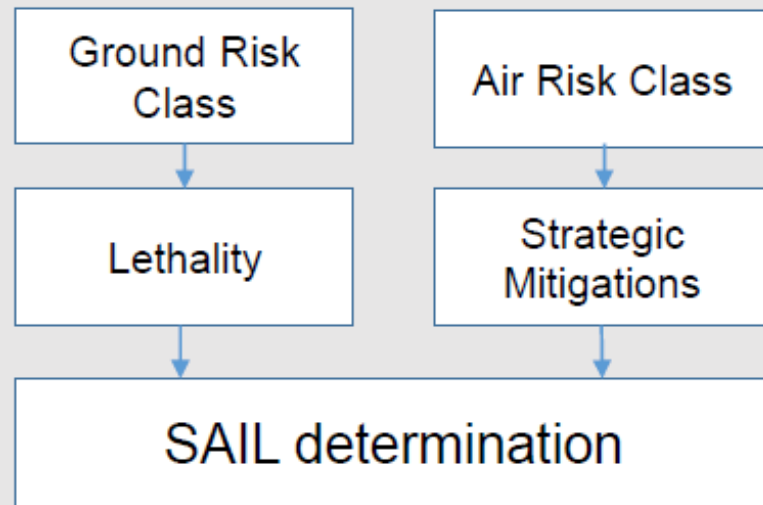 Ground Risk
Class
Air Risk Class
Lethality
Strategic
Mitigations
SAIL determination